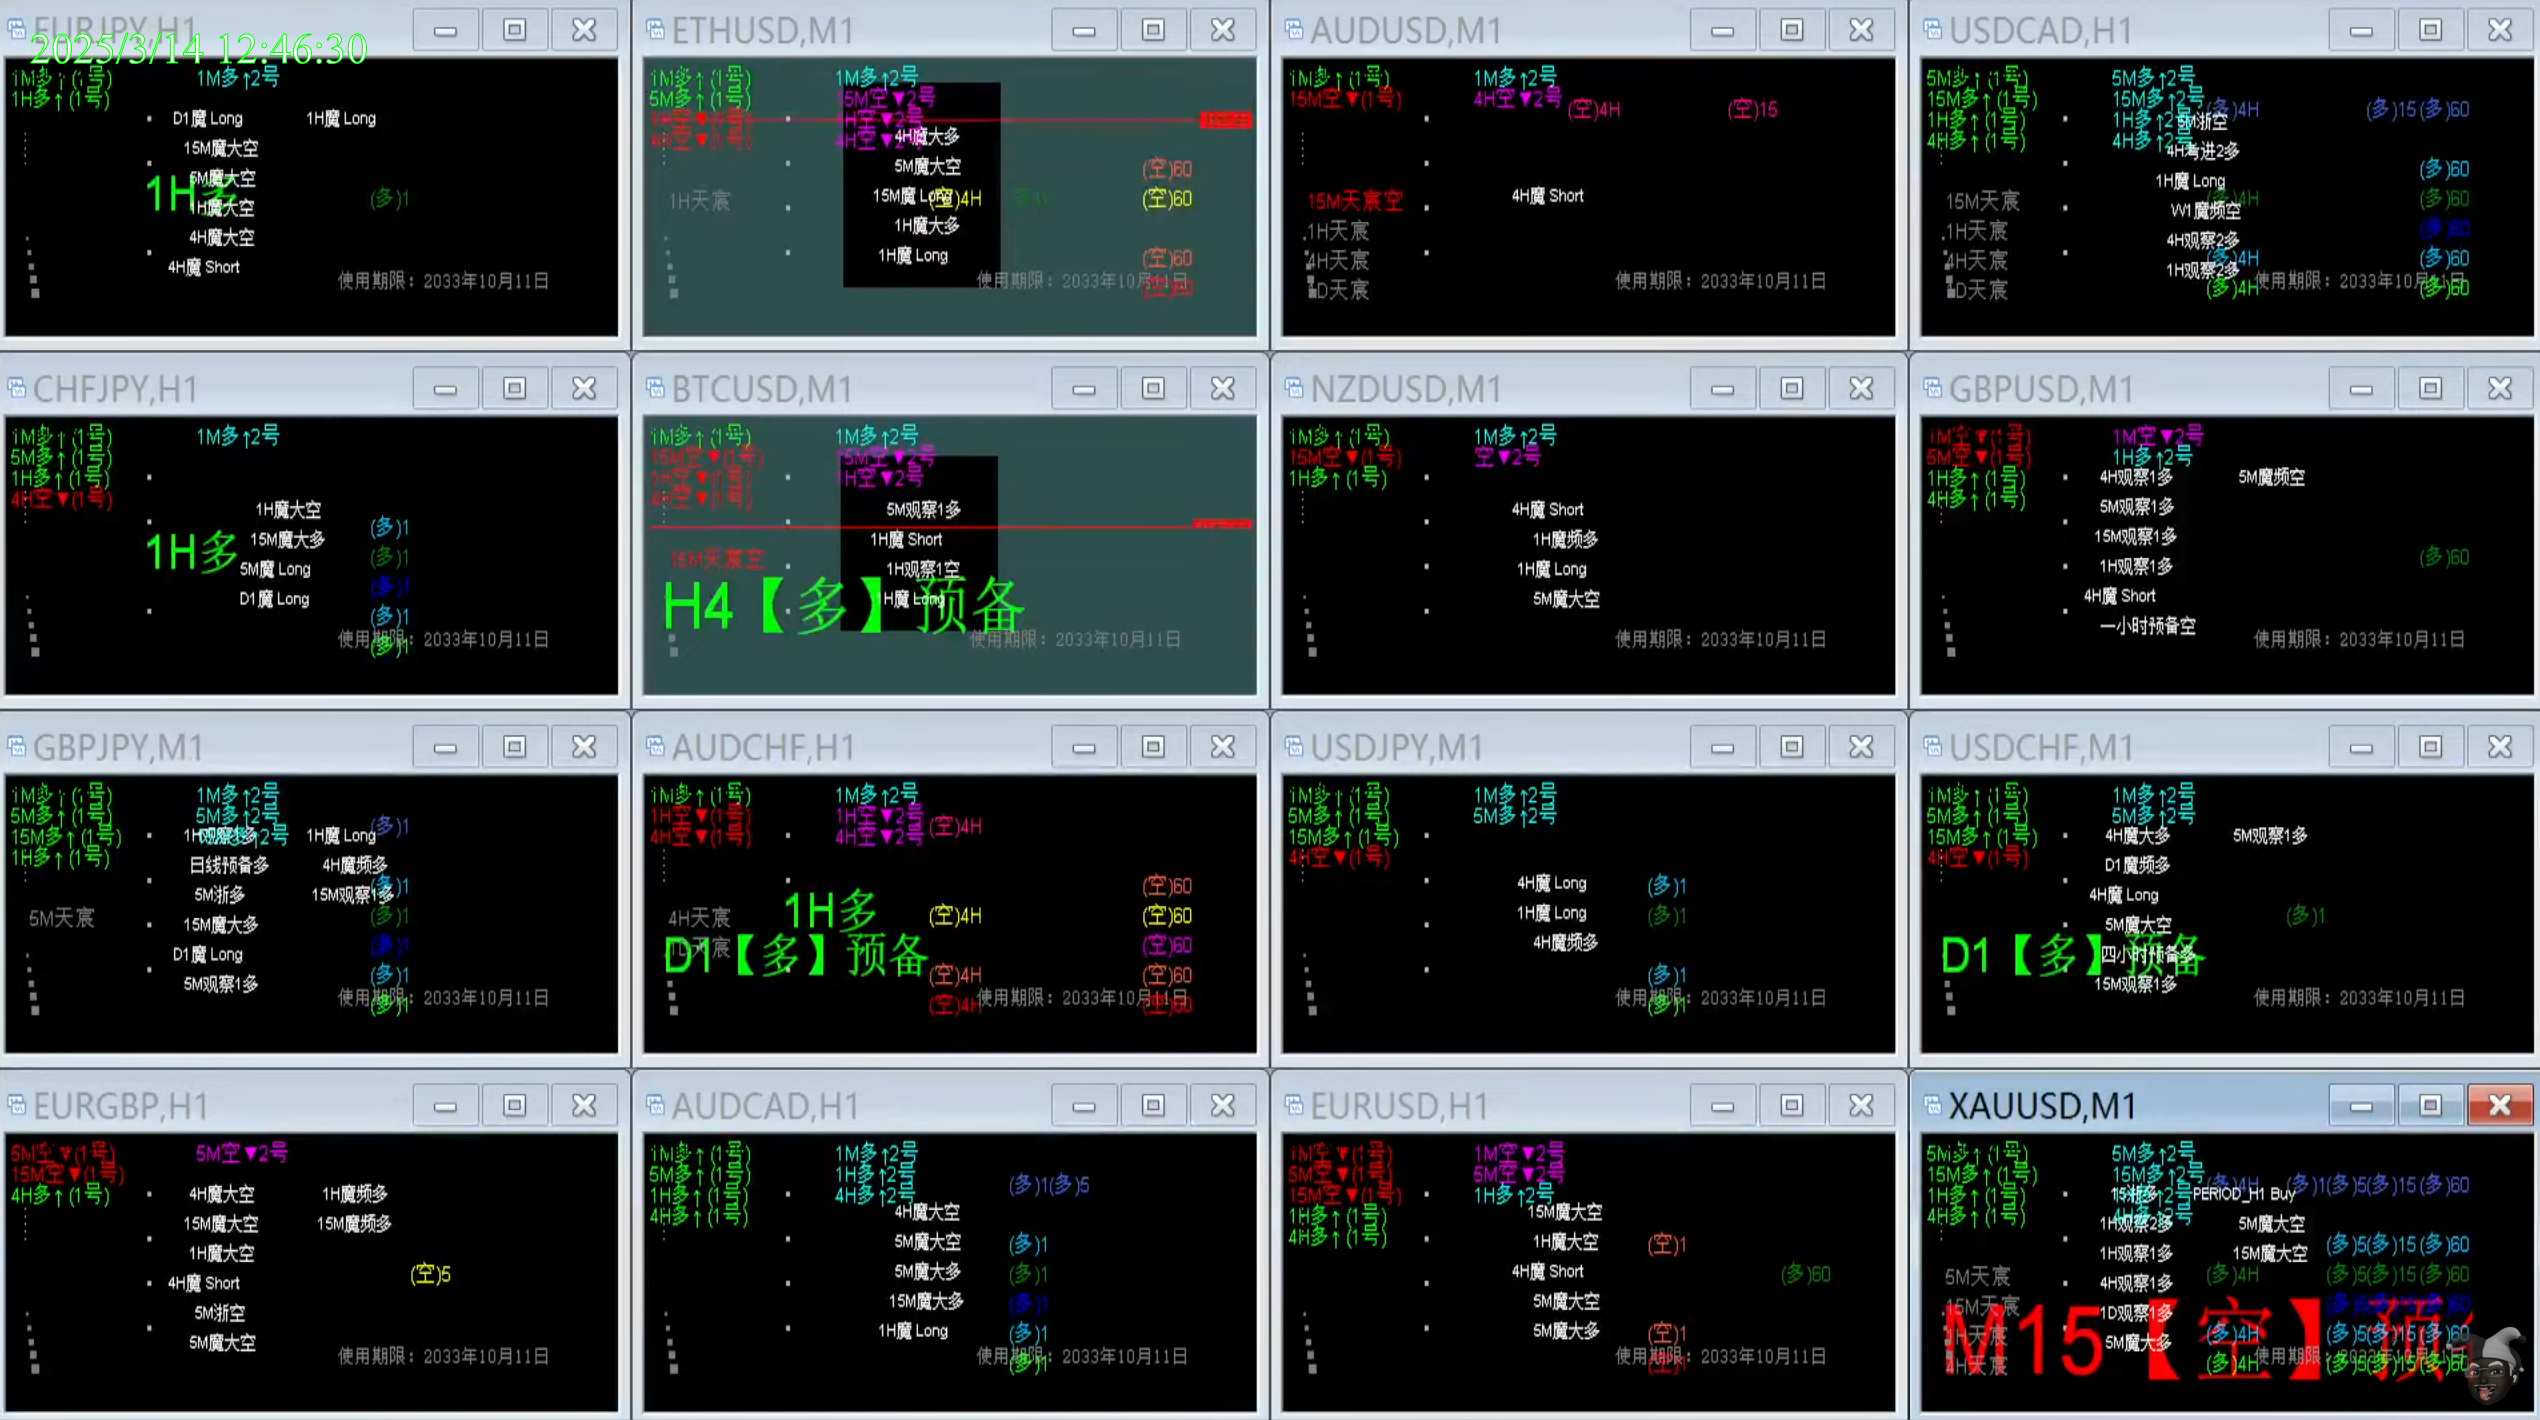 EURJPY,H1
2025/3/14 12:46:30
1M多↑(1号) 1M多↑2号
1H多↑(1号)
D1魔 Long 1H魔 Long
15M魔大空
5M魔大空
1H多 (多)1
1H魔大空
4H魔大空
4H魔 Short
使用期限：2033年10月11日
ETHUSD,M1
1M多↑(1号) 1M多↑2号
5M多↑(1号) 15M空▼2号
1H空▼(1号) 1H空▼2号
4H空▼(1号) 4H空▼2号
4H魔大多
5M魔大空 (空)60
1H天宸 15M魔 Long (空)4H (空)60
1H魔大多
1H魔 Long (空)60
使用期限：2033年10月11日
(空)60
AUDUSD,M1
1M多↑(1号) 1M多↑2号
15M空▼(1号) 4H空▼2号 (空)4H (空)15
15M天宸空 4H魔 Short
1H天宸
4H天宸
使用期限：2033年10月11日
D天宸
USDCAD,H1
5M多↑(1号) 5M多↑2号
15M多↑(1号) 15M多↑2号 (多)4H (多)15(多)60
1H多↑(1号) 1H多↑2号 5M浙空
4H多↑(1号) 4H多↑2号
4H考进2多
(多)60
1H魔 Long
15M天宸 (多)4H (多)60
W1魔频空
1H天宸 (多)60
4H观察2多
4H天宸 (多)4H (多)60
1H观察2多
使用期限：2033年10月11日
D天宸 (多)4H (多)60
CHFJPY,H1
1M多↑(1号) 1M多↑2号
5M多↑(1号)
1H多↑(1号)
4H空▼(1号)
1H魔大空
(多)1
15M魔大多
1H多 (多)1
5M魔 Long
(多)1
D1魔 Long
(多)1
使用期限：2033年10月11日
(多)1
BTCUSD,M1
1M多↑(1号) 1M多↑2号
15M空▼(1号) 15M空▼2号
1H空▼(1号) 1H空▼2号
4H空▼(1号)
5M观察1多
1H魔 Short
15M天宸空
1H观察1空
H4【多】预备
1H魔 Long
使用期限：2033年10月11日
NZDUSD,M1
1M多↑(1号) 1M多↑2号
15M空▼(1号) 空▼2号
1H多↑(1号)
4H魔 Short
1H魔频多
1H魔 Long
5M魔大空
使用期限：2033年10月11日
GBPUSD,M1
1M空▼(1号) 1M空▼2号
5M空▼(1号) 1H多↑2号
1H多↑(1号) 4H观察1多 5M魔频空
4H多↑(1号)
5M观察1多
15M观察1多
(多)60
1H观察1多
4H魔 Short
一小时预备空
使用期限：2033年10月11日
GBPJPY,M1
1M多↑(1号) 1M多↑2号
5M多↑(1号) 5M多↑2号 (多)1
15M多↑(1号) 1H观察1多 1H魔 Long
1H多↑(1号)
日线预备多 4H魔频多
(多)1
5M浙多 15M观察1多
5M天宸 15M魔大多 (多)1
(多)1
D1魔 Long
(多)1
5M观察1多
使用期限：2033年10月11日
(多)1
AUDCHF,H1
1M多↑(1号) 1M多↑2号
1H空▼(1号) 1H空▼2号 (空)4H
4H空▼(1号) 4H空▼2号
(空)60
1H多
4H天宸 (空)4H (空)60
D1【多】预备 (空)60
(空)4H (空)60
使用期限：2033年10月11日
(空)4H (空)60
USDJPY,M1
1M多↑(1号) 1M多↑2号
5M多↑(1号) 5M多↑2号
15M多↑(1号)
4H空▼(1号)
4H魔 Long (多)1
1H魔 Long (多)1
4H魔频多
(多)1
使用期限：2033年10月11日
(多)1
USDCHF,M1
1M多↑(1号) 1M多↑2号
5M多↑(1号) 5M多↑2号
15M多↑(1号) 4H魔大多 5M观察1多
4H空▼(1号) D1魔频多
4H魔 Long
(多)1
5M魔大空
D1【多】预备
四小时预备多
15M观察1多
使用期限：2033年10月11日
EURGBP,H1
5M空▼(1号) 5M空▼2号
15M空▼(1号)
4H多↑(1号) 4H魔大空 1H魔频多
15M魔大空 15M魔频多
1H魔大空
(空)5
4H魔 Short
5M浙空
5M魔大空
使用期限：2033年10月11日
AUDCAD,H1
1M多↑(1号) 1M多↑2号
5M多↑(1号) 1H多↑2号 (多)1(多)5
1H多↑(1号) 4H多↑2号
4H多↑(1号) 4H魔大空
5M魔大空 (多)1
5M魔大多 (多)1
15M魔大多 (多)1
1H魔 Long (多)1
使用期限：2033年10月11日
(多)1
EURUSD,H1
1M空▼(1号) 1M空▼2号
5M空▼(1号) 5M空▼2号
15M空▼(1号) 1H多↑2号
1H多↑(1号) 15M魔大空
4H多↑(1号) 1H魔大空 (空)1
4H魔 Short (多)60
5M魔大空
5M魔大多 (空)1
使用期限：2033年10月11日
(空)1
XAUUSD,M1
5M多↑(1号) 5M多↑2号
15M多↑(1号) 15M多↑2号 (多)4H (多)1(多)5(多)15(多)60
1H多↑(1号) PERIOD_H1 Buy
4H多↑(1号) 4H多↑2号
1H观察2多 5M魔大空
(多)5(多)15(多)60
1H观察1多 15M魔大空
5M天宸 (多)4H (多)5(多)15(多)60
4H观察1多
15M天宸 (多)5(多)15(多)60
1D观察1多
1H天宸 (多)4H (多)5(多)15(多)60
M15【空】预
5M魔大多
4H天宸 (多)4H 使用期限： (多)5(多)15(多)60